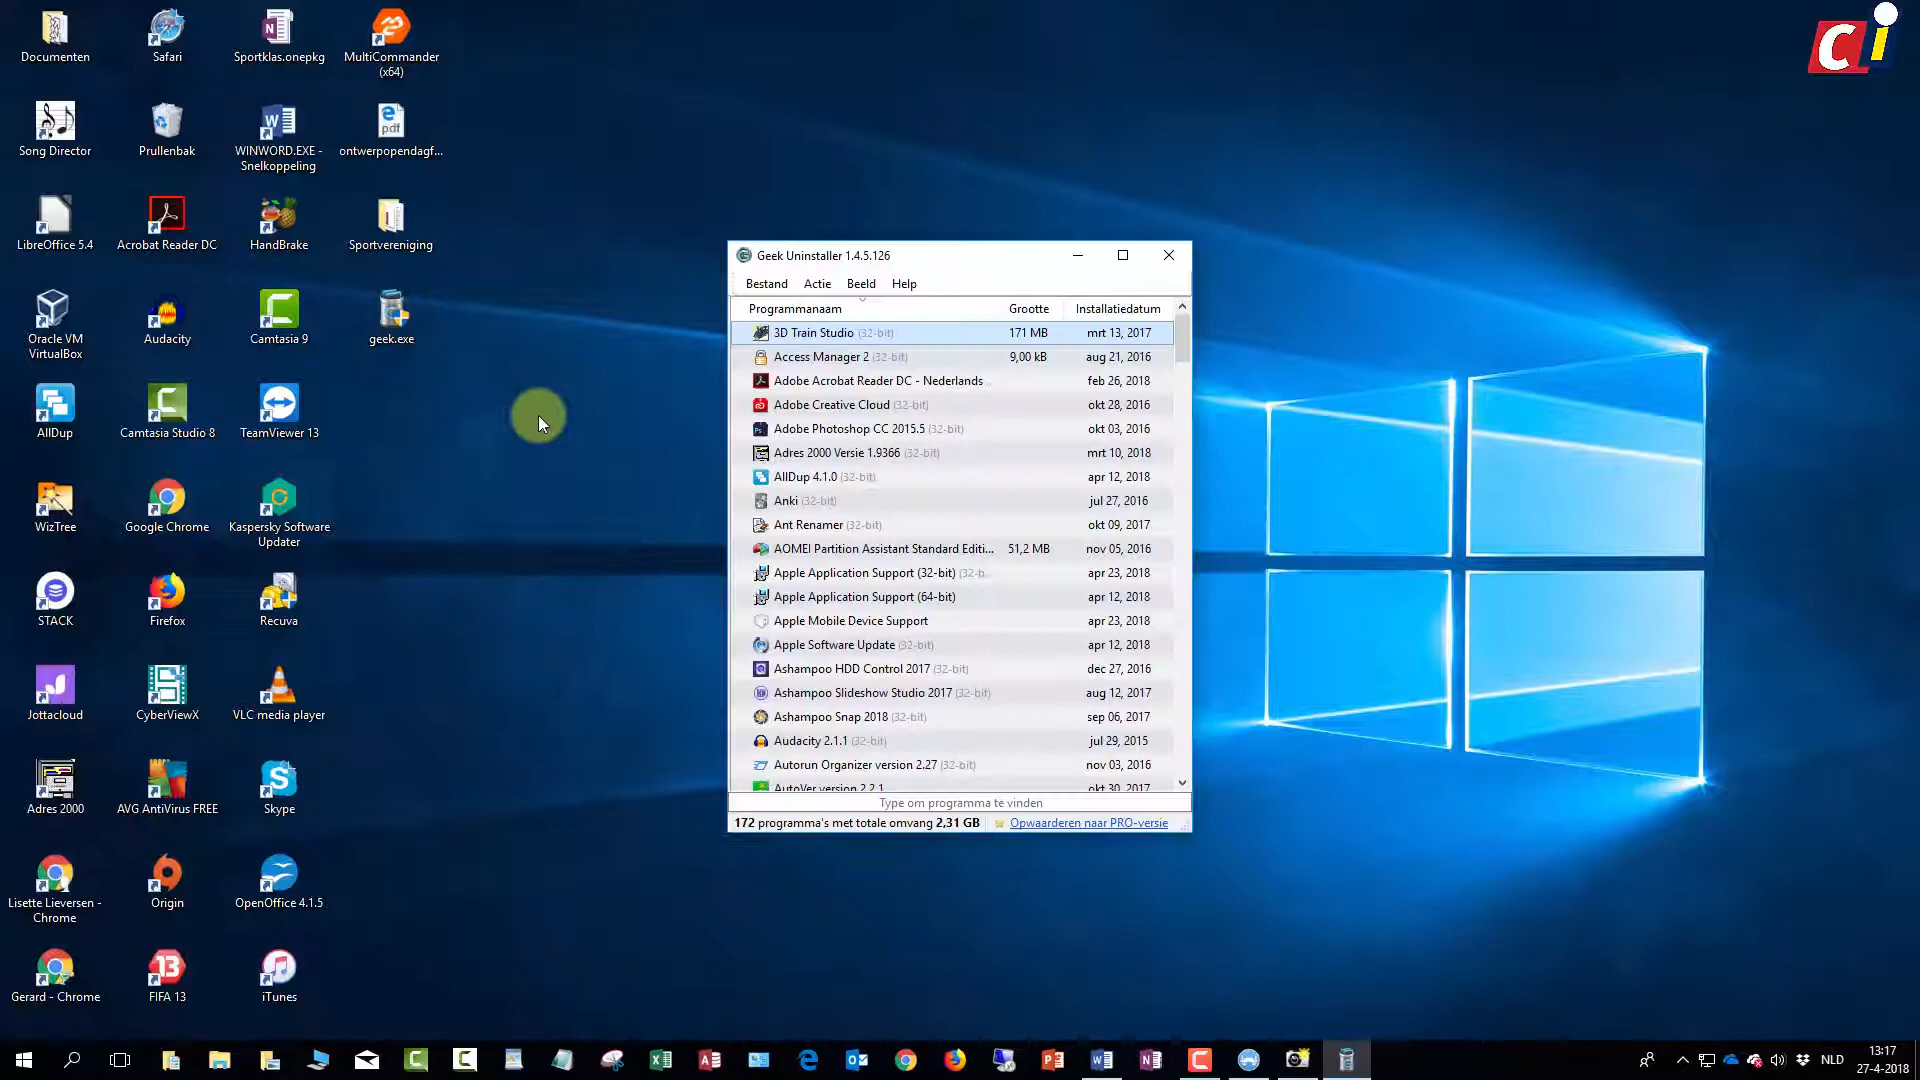 Documenten
Safari
Sportklas.onepkg
MultiCommander
(x64)
Song Director
Prullenbak
WINWORD.EXE -
Snelkoppeling
pdf
ontwerpopendagf...
LibreOffice 5.4
Acrobat Reader DC
HandBrake
Sportvereniging
Oracle VM
VirtualBox
Audacity
Camtasia 9
geek.exe
AllDup
Camtasia Studio 8
TeamViewer 13
WizTree
Google Chrome
Kaspersky Software
Updater
STACK
Firefox
Recuva
Jottacloud
CyberViewX
VLC media player
Adres 2000
AVG AntiVirus FREE
Skype
Lisette Lieversen -
Chrome
Origin
OpenOffice 4.1.5
Gerard - Chrome
13
FIFA 13
iTunes
Ci
Geek Uninstaller 1.4.5.126
Bestand Actie Beeld Help
Programmanaam Grootte Installatiedatum
3D Train Studio (32-bit) 171 MB mrt 13, 2017
Access Manager 2 (32-bit) 9,00 kB aug 21, 2016
Adobe Acrobat Reader DC - Nederlands feb 26, 2018
Adobe Creative Cloud (32-bit) okt 28, 2016
Adobe Photoshop CC 2015.5 (32-bit) okt 03, 2016
Adres 2000 Versie 1.9366 (32-bit) mrt 10, 2018
AllDup 4.1.0 (32-bit) apr 12, 2018
Anki (32-bit) jul 27, 2016
Ant Renamer (32-bit) okt 09, 2017
AOMEI Partition Assistant Standard Editi... 51,2 MB nov 05, 2016
Apple Application Support (32-bit) (32-b... apr 23, 2018
Apple Application Support (64-bit) apr 12, 2018
Apple Mobile Device Support apr 23, 2018
Apple Software Update (32-bit) apr 12, 2018
Ashampoo HDD Control 2017 (32-bit) dec 27, 2016
Ashampoo Slideshow Studio 2017 (32-bit) aug 12, 2017
Ashampoo Snap 2018 (32-bit) sep 06, 2017
Audacity 2.1.1 (32-bit) jul 29, 2015
Autorun Organizer version 2.27 (32-bit) nov 03, 2016
AutoVer version 2.2.1 okt 30, 2017
Type om programma te vinden
172 programma's met totale omvang 2,31 GB Opwaarderen naar PRO-versie
NLD
13:17
27-4-2018